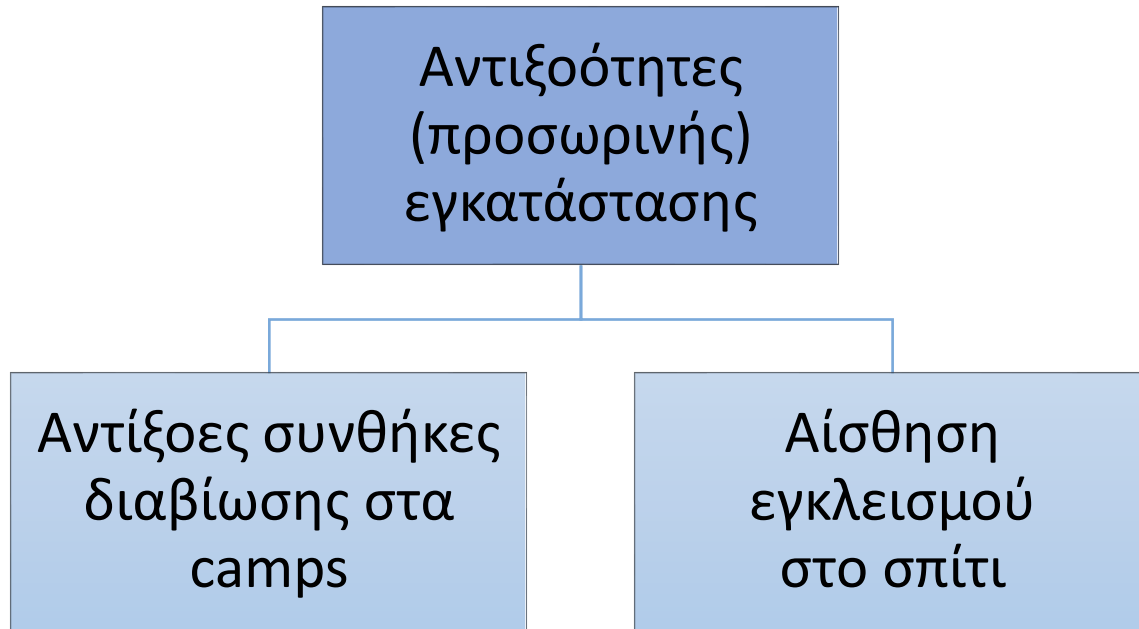 Αντιξοότητες
(προσωρινής)
εγκατάστασης
Αντίξοες συνθήκες
διαβίωσης στα
camps
Αίσθηση
εγκλεισμού
στο σπίτι